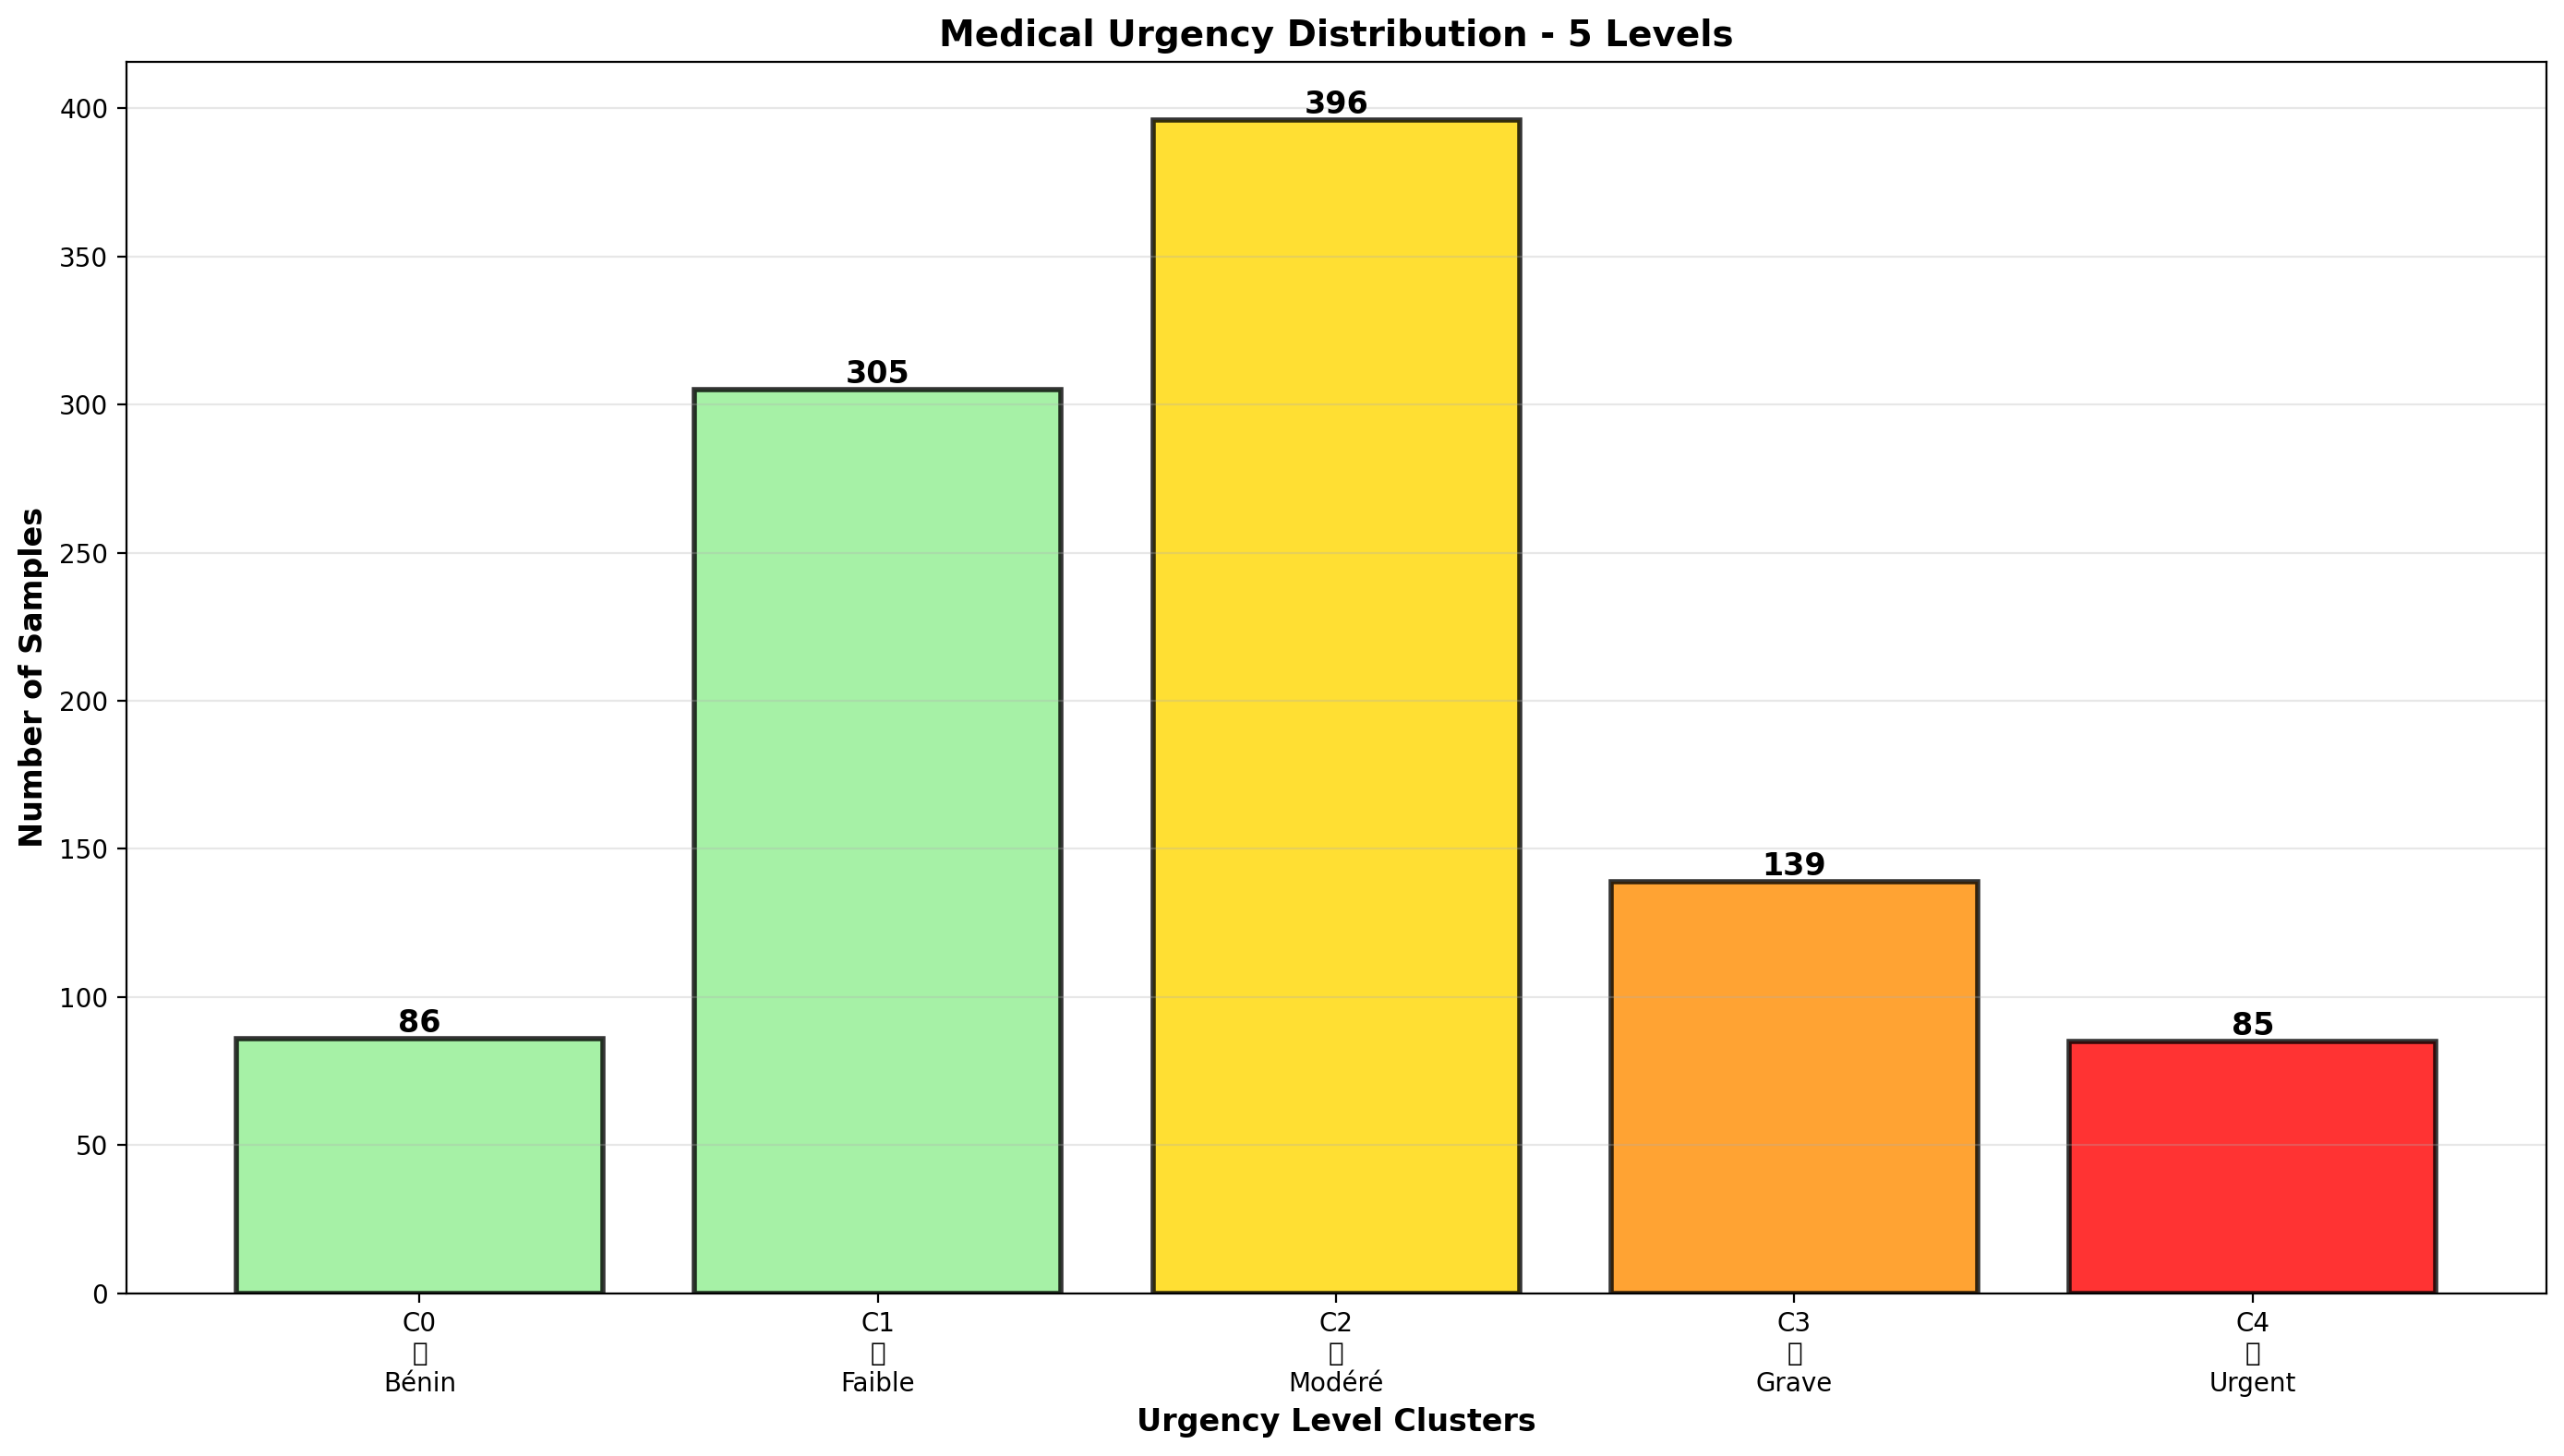 Medical Urgency Distribution - 5 Levels
Number of Samples
400
350
300
250
200
150
100
50
0
86
305
396
139
85
C0
Bénin
C1
Faible
C2
Modéré
C3
Grave
C4
Urgent
Urgency Level Clusters